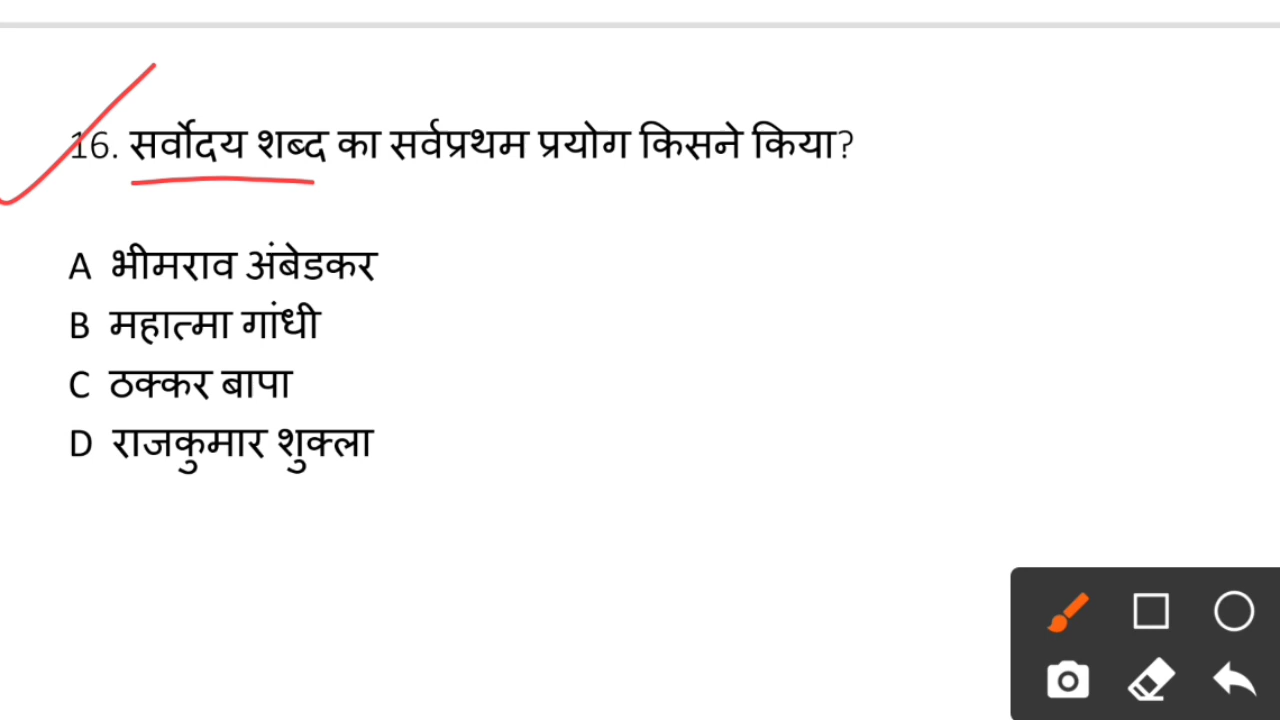 16. सर्वोदय शब्द का सर्वप्रथम प्रयोग किसने किया?
A भीमराव अंबेडकर
B महात्मा गांधी
C ठक्कर बापा
D राजकुमार शुक्ला